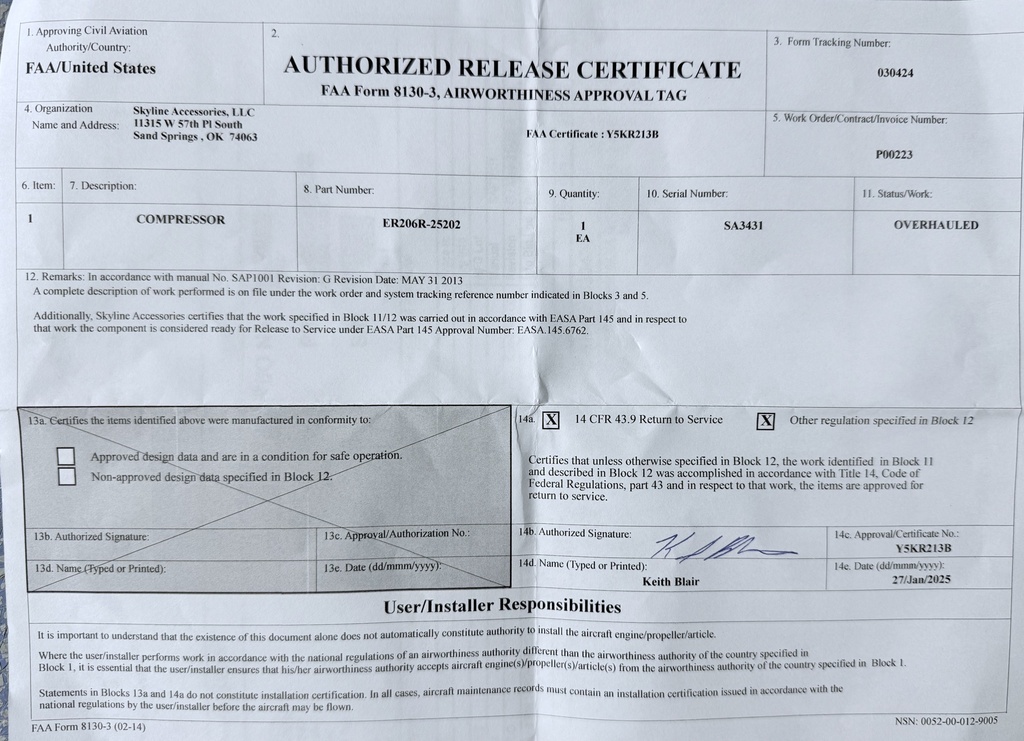 1. Approving Civil Aviation
Authority/Country:
FAA/United States
2.
AUTHORIZED RELEASE CERTIFICATE
FAA Form 8130-3, AIRWORTHINESS APPROVAL TAG
3. Form Tracking Number:
030424
4. Organization
Name and Address:
Skyline Accessories, LLC
11315 W 57th Pl South
Sand Springs , OK 74063
FAA Certificate : Y5KR213B
5. Work Order/Contract/Invoice Number:
P00223
6. Item:
7. Description:
8. Part Number:
9. Quantity:
10. Serial Number:
11. Status/Work:
1
COMPRESSOR
ER206R-25202
1
EA
SA3431
OVERHAULED
12. Remarks: In accordance with manual No. SAP1001 Revision: G Revision Date: MAY 31 2013
A complete description of work performed is on file under the work order and system tracking reference number indicated in Blocks 3 and 5.
Additionally, Skyline Accessories certifies that the work specified in Block 11/12 was carried out in accordance with EASA Part 145 and in respect to
that work the component is considered ready for Release to Service under EASA Part 145 Approval Number: EASA.145.6762.
13a. Certifies the items identified above were manufactured in conformity to:
Approved design data and are in a condition for safe operation.
Non-approved design data specified in Block 12.
13b. Authorized Signature:
13c. Approval/Authorization No.:
13d. Name (Typed or Printed):
13e. Date (dd/mmm/yyyy):
14a. X 14 CFR 43.9 Return to Service X Other regulation specified in Block 12
Certifies that unless otherwise specified in Block 12, the work identified in Block 11
and described in Block 12 was accomplished in accordance with Title 14, Code of
Federal Regulations, part 43 and in respect to that work, the items are approved for
return to service.
14b. Authorized Signature:
14c. Approval/Certificate No.:
Y5KR213B
14d. Name (Typed or Printed):
Keith Blair
14e. Date (dd/mmm/yyyy):
27/Jan/2025
User/Installer Responsibilities
It is important to understand that the existence of this document alone does not automatically constitute authority to install the aircraft engine/propeller/article.
Where the user/installer performs work in accordance with the national regulations of an airworthiness authority different than the airworthiness authority of the country specified in
Block 1, it is essential that the user/installer ensures that his/her airworthiness authority accepts aircraft engine(s)/propeller(s)/article(s) from the airworthiness authority of the country specified in Block 1.
Statements in Blocks 13a and 14a do not constitute installation certification. In all cases, aircraft maintenance records must contain an installation certification issued in accordance with the
national regulations by the user/installer before the aircraft may be flown.
FAA Form 8130-3 (02-14)
NSN: 0052-00-012-9005